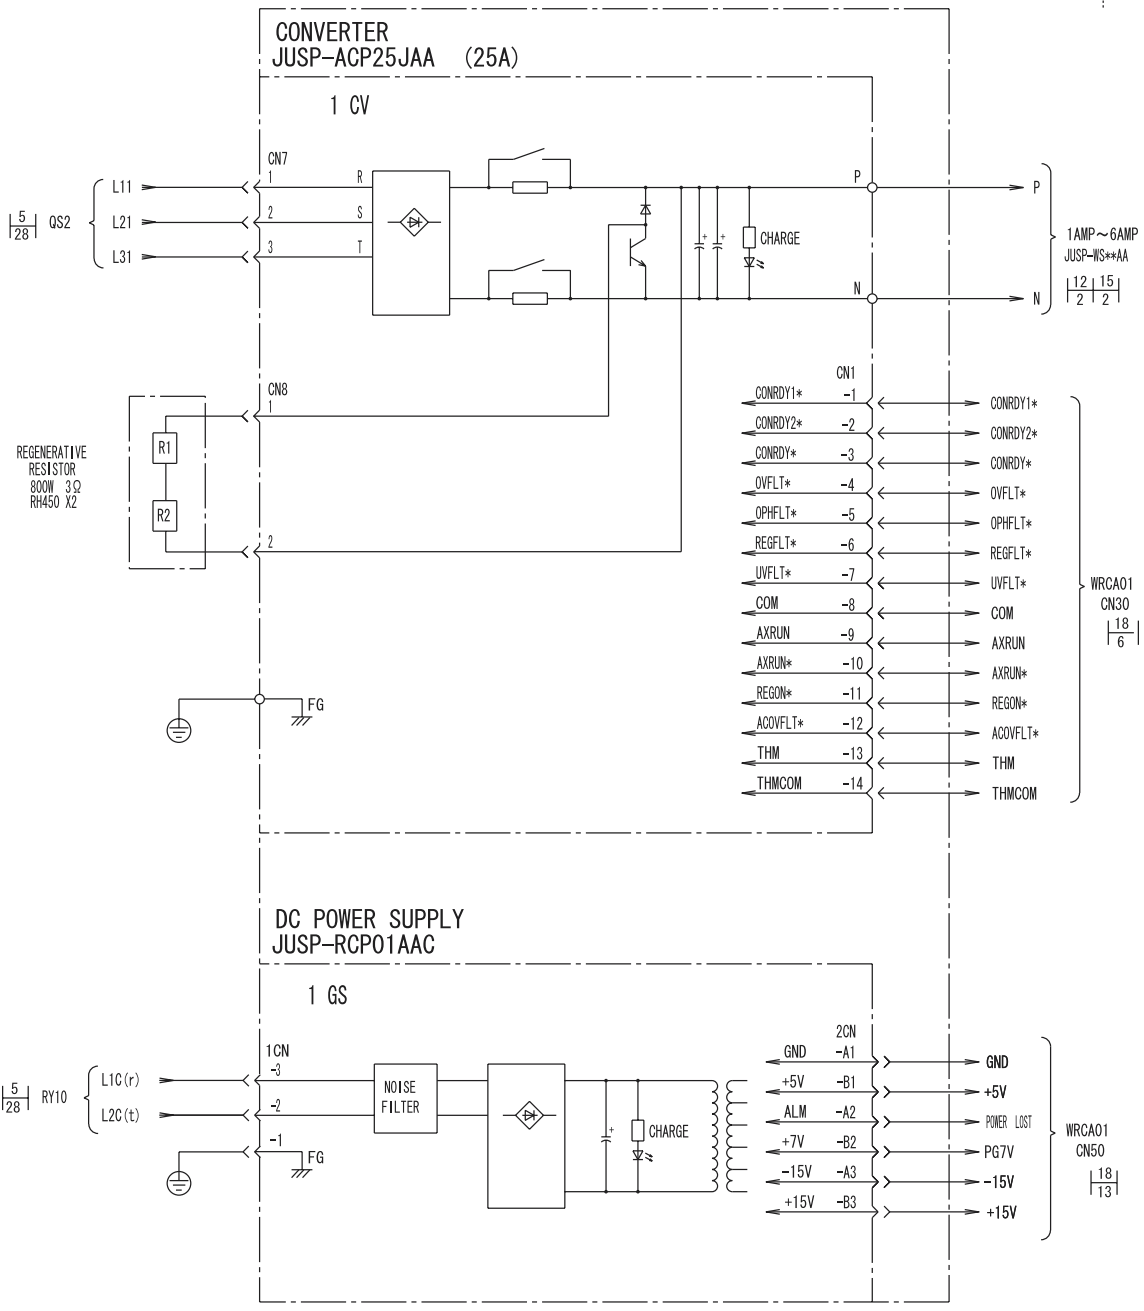 CONVERTER
JUSP-ACP25JAA (25A)
1 CV
CN7
1 R
2 S
3 T
L11
L21
L31
5
28
QS2
P
N
CHARGE
P
N
1AMP～6AMP
JUSP-WS**AA
12 15
2 2
CN8
1
2
REGENERATIVE
RESISTOR
800W 3Ω
RH450 X2
R1
R2
FG
CN1
CONRDY1* -1 CONRDY1*
CONRDY2* -2 CONRDY2*
CONRDY* -3 CONRDY*
OVFLT* -4 OVFLT*
OPHFLT* -5 OPHFLT*
REGFLT* -6 REGFLT*
UVFLT* -7 UVFLT*
COM -8 COM
AXRUN -9 AXRUN
AXRUN* -10 AXRUN*
REGON* -11 REGON*
ACOVFLT* -12 ACOVFLT*
THM -13 THM
THMCOM -14 THMCOM
WRCA01
CN30
18
6
DC POWER SUPPLY
JUSP-RCP01AAC
1 GS
1CN
-3
-2
-1
L1C(r)
L2C(t)
5
28
RY10
FG
NOISE
FILTER
CHARGE
2CN
GND -A1 GND
+5V -B1 +5V
ALM -A2 POWER LOST
+7V -B2 PG7V
-15V -A3 -15V
+15V -B3 +15V
WRCA01
CN50
18
13